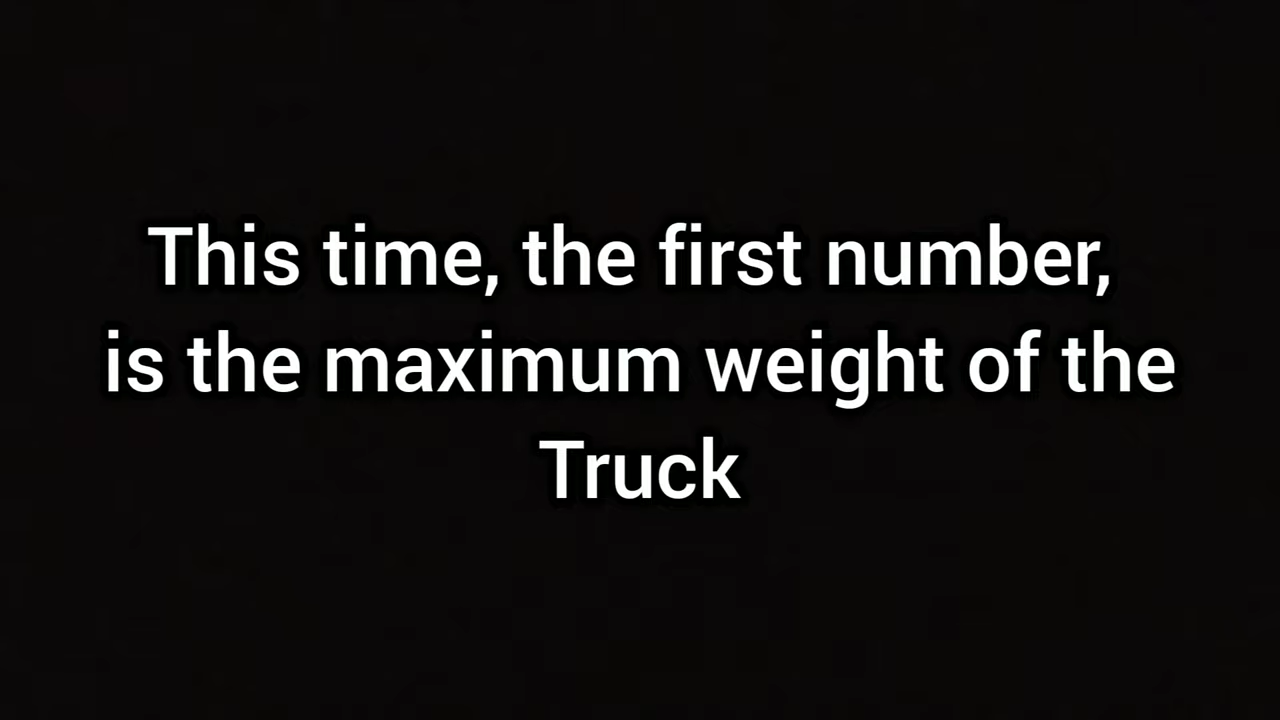 This time, the first number,
is the maximum weight of the
Truck